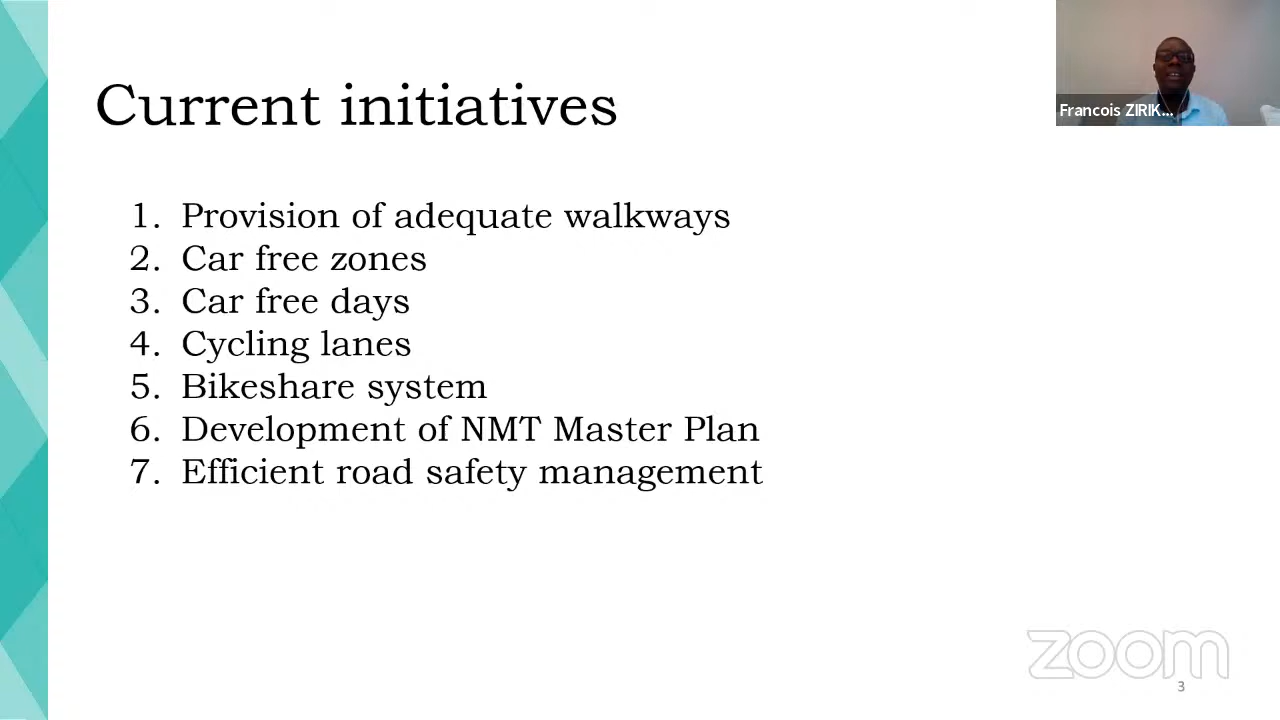 Current initiatives
Francois ZIRIK...
1. Provision of adequate walkways
2. Car free zones
3. Car free days
4. Cycling lanes
5. Bikeshare system
6. Development of NMT Master Plan
7. Efficient road safety management
zoom
3